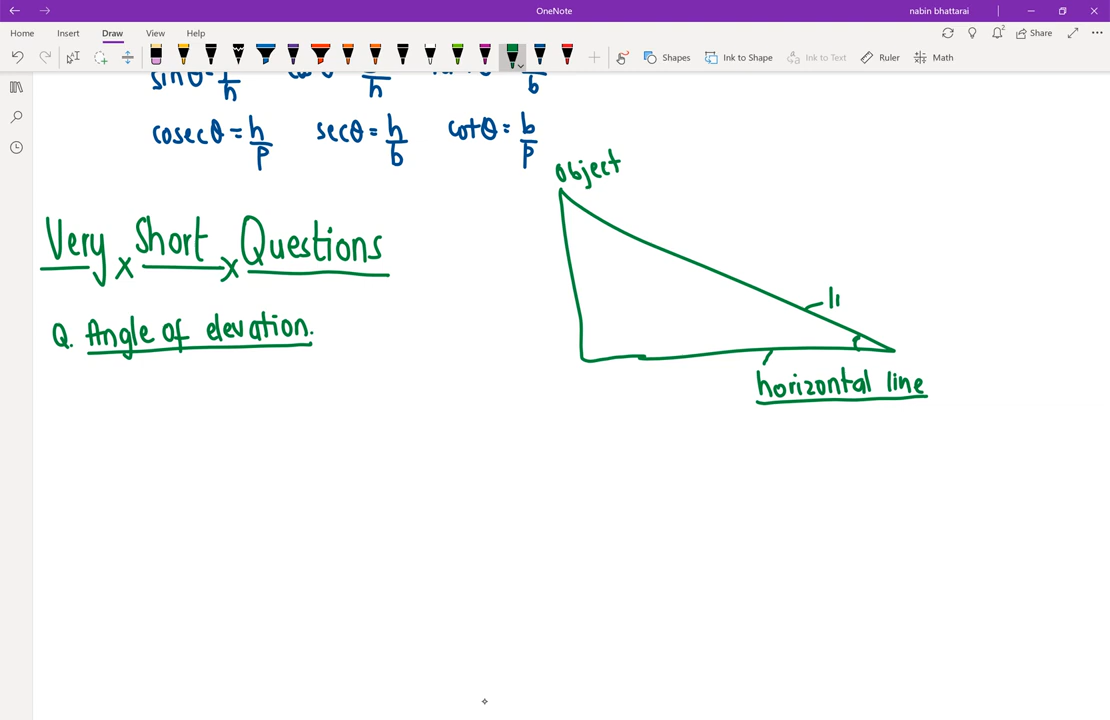 OneNote
nabin bhattarai
Home Insert Draw View Help
Share
Shapes Ink to Shape Ink to Text Ruler Math
sinθ = h
h
b
cosecθ = h/p secθ = h/b cotθ = b/p
object
Very x Short x Questions
Q. Angle of elevation.
horizontal line